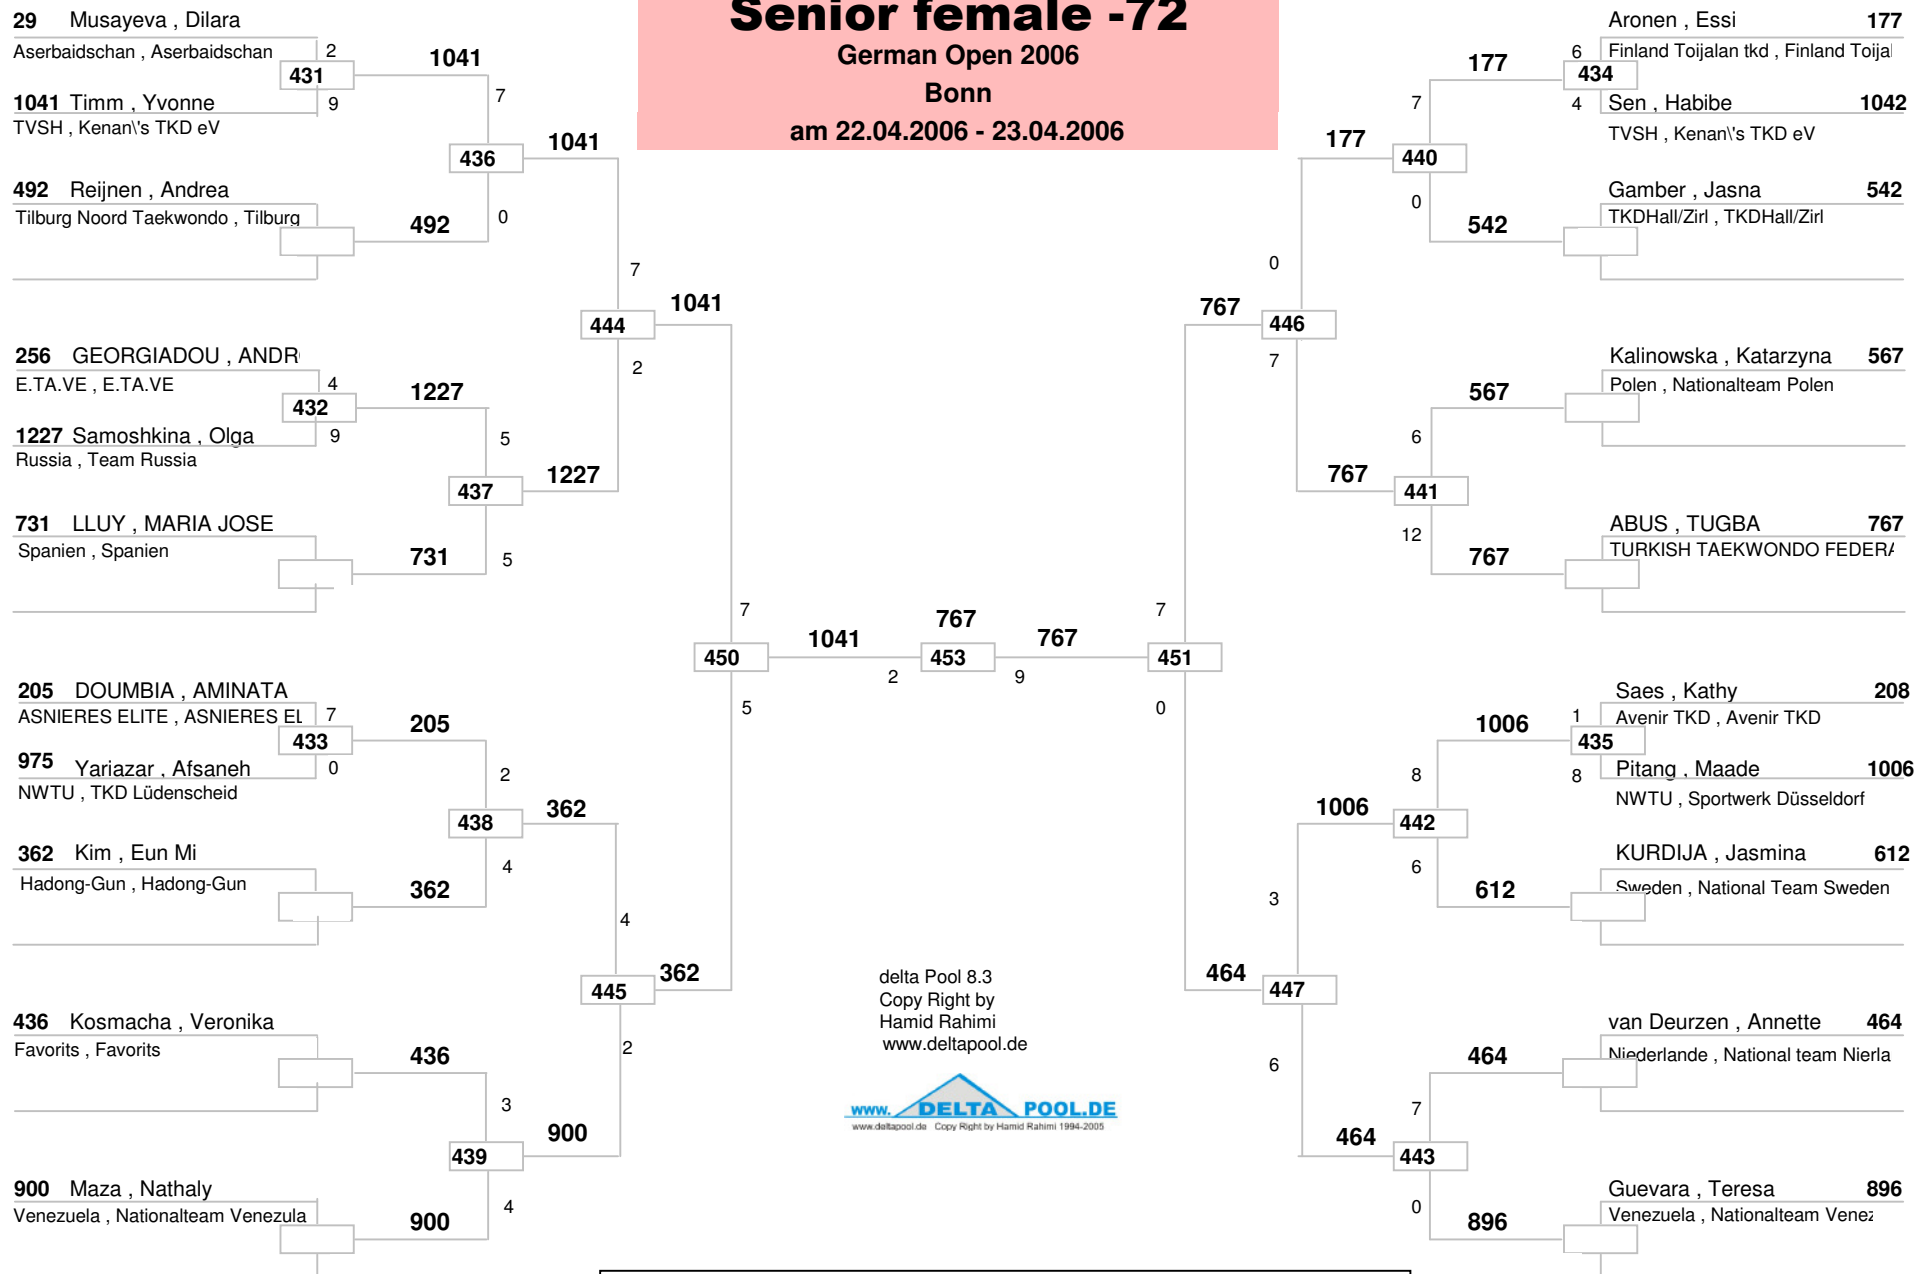 Senior female -72
German Open 2006
Bonn
am 22.04.2006 - 23.04.2006
29 Musayeva , Dilara
Aserbaidschan , Aserbaidschan
2
431
1041
9
1041 Timm , Yvonne
TVSH , Kenan\'s TKD eV
7
436
1041
0
492 Reijnen , Andrea
Tilburg Noord Taekwondo , Tilburg
492
7
444
1041
2
256 GEORGIADOU , ANDR
E.TA.VE , E.TA.VE
4
432
1227
9
1227 Samoshkina , Olga
Russia , Team Russia
5
437
1227
5
731 LLUY , MARIA JOSE
Spanien , Spanien
731
7
450
1041
5
205 DOUMBIA , AMINATA
ASNIERES ELITE , ASNIERES EL
7
433
205
0
975 Yariazar , Afsaneh
NWTU , TKD Lüdenscheid
2
438
362
4
362 Kim , Eun Mi
Hadong-Gun , Hadong-Gun
362
4
445
362
2
436 Kosmacha , Veronika
Favorits , Favorits
436
3
439
900
4
900 Maza , Nathaly
Venezuela , Nationalteam Venezula
900
767
2
453
9
767
7
451
0
Aronen , Essi 177
Finland Toijalan tkd , Finland Toijal
6
434
177
4
Sen , Habibe 1042
TVSH , Kenan\'s TKD eV
7
440
177
0
Gamber , Jasna 542
TKDHall/Zirl , TKDHall/Zirl
542
0
446
767
7
Kalinowska , Katarzyna 567
Polen , Nationalteam Polen
567
6
441
767
12
ABUS , TUGBA 767
TURKISH TAEKWONDO FEDERA
767
Saes , Kathy 208
Avenir TKD , Avenir TKD
1
435
1006
8
Pitang , Maade 1006
NWTU , Sportwerk Düsseldorf
8
442
1006
6
KURDIJA , Jasmina 612
Sweden , National Team Sweden
612
3
447
464
6
van Deurzen , Annette 464
Niederlande , National team Nierla
464
7
443
464
0
Guevara , Teresa 896
Venezuela , Nationalteam Venez
896
delta Pool 8.3
Copy Right by
Hamid Rahimi
www.deltapool.de
www. DELTA POOL.DE
www.deltapool.de Copy Right by Hamid Rahimi 1994-2005